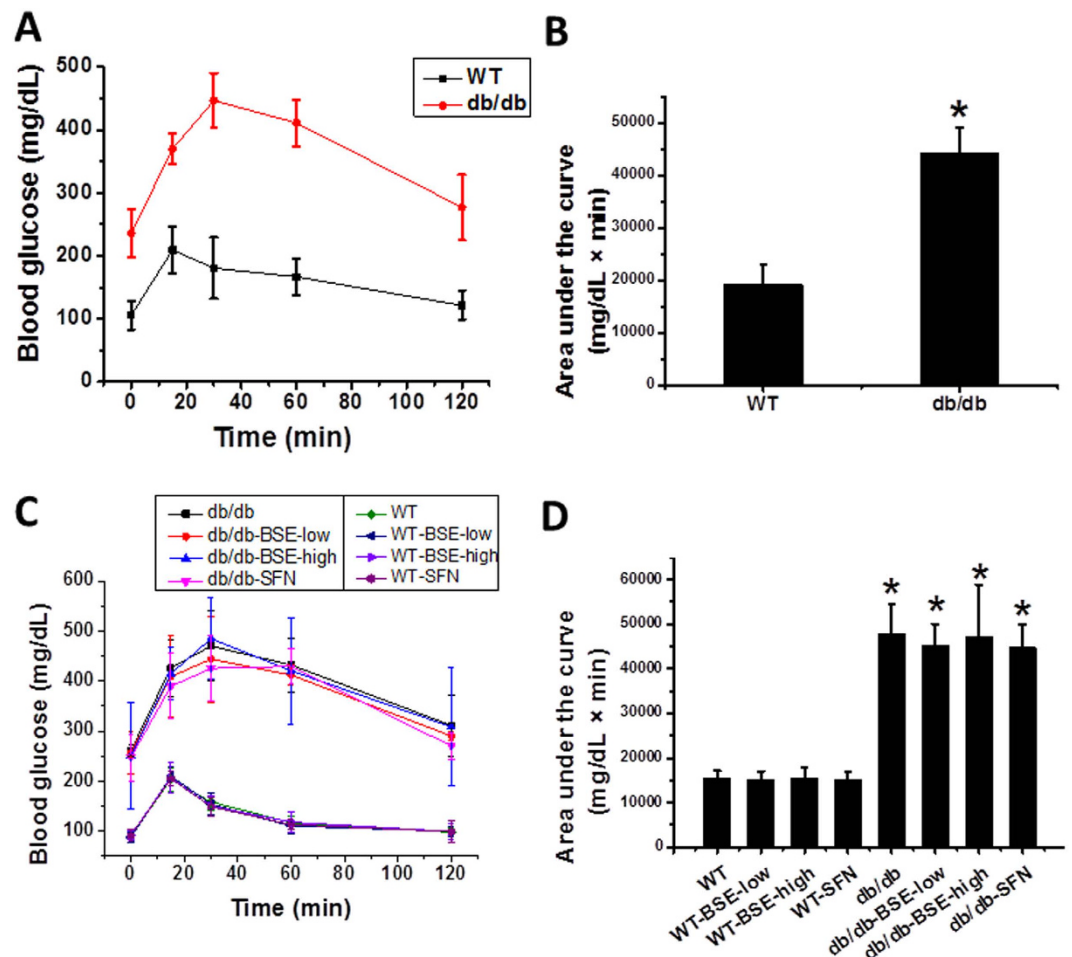 A
Blood glucose (mg/dL)
500
400
300
200
100
0
0 20 40 60 80 100 120
Time (min)
WT
db/db
B
Area under the curve
(mg/dL × min)
50000
40000
30000
20000
10000
0
*
WT db/db
C
db/db WT
db/db-BSE-low WT-BSE-low
db/db-BSE-high WT-BSE-high
db/db-SFN WT-SFN
Blood glucose (mg/dL)
600
500
400
300
200
100
0 20 40 60 80 100 120
Time (min)
D
Area under the curve
(mg/dL × min)
60000
50000
40000
30000
20000
10000
0
* * * *
WT
WT-BSE-low
WT-BSE-high
WT-SFN
db/db
db/db-BSE-low
db/db-BSE-high
db/db-SFN